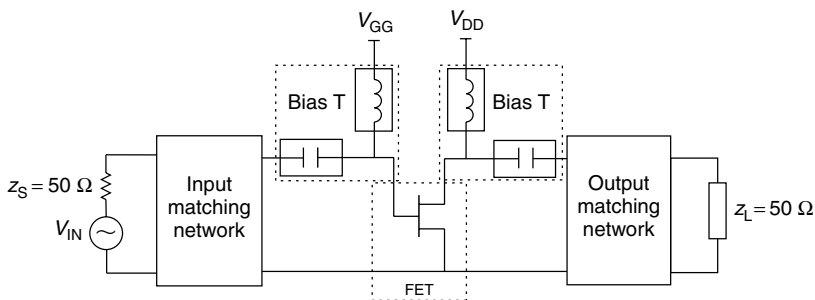 V_GG
V_DD
Bias T
Bias T
z_S = 50 Ω
V_IN
Input
matching
network
Output
matching
network
z_L = 50 Ω
FET